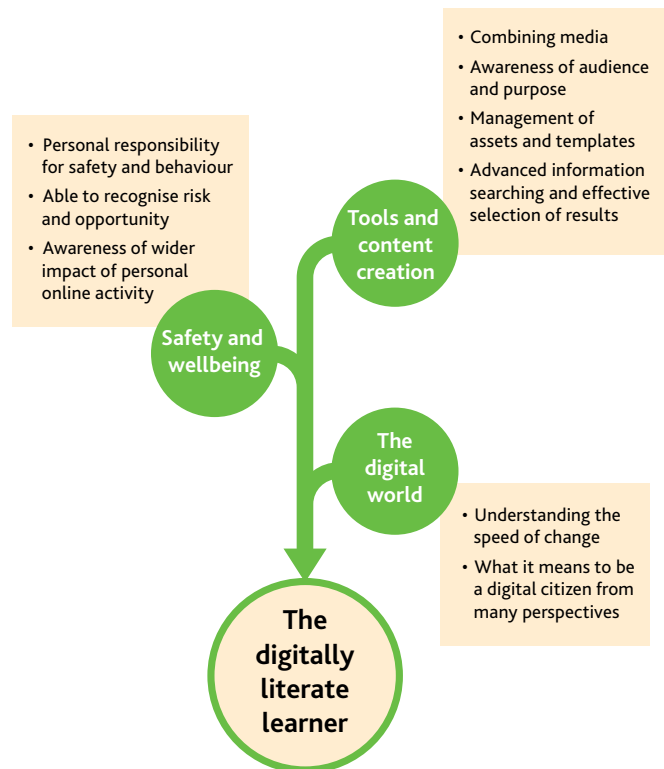 • Combining media
• Awareness of audience
and purpose
• Management of
assets and templates
• Advanced information
searching and effective
selection of results
Tools and
content
creation
• Personal responsibility
for safety and behaviour
• Able to recognise risk
and opportunity
• Awareness of wider
impact of personal
online activity
Safety and
wellbeing
The
digital
world
• Understanding the
speed of change
• What it means to be
a digital citizen from
many perspectives
The
digitally
literate
learner